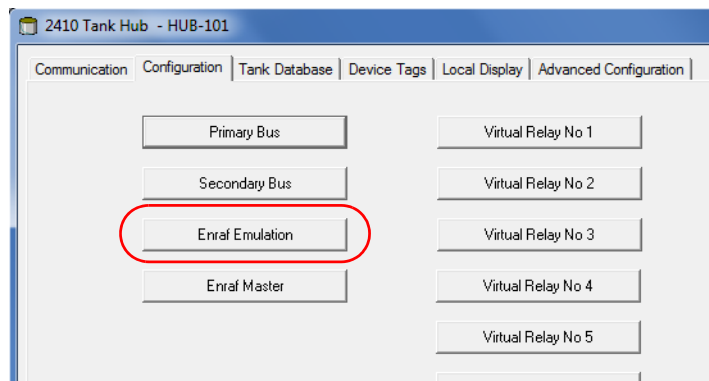 2410 Tank Hub - HUB-101
Communication Configuration Tank Database Device Tags Local Display Advanced Configuration
Primary Bus Virtual Relay No 1
Secondary Bus Virtual Relay No 2
Enraf Emulation Virtual Relay No 3
Enraf Master Virtual Relay No 4
Virtual Relay No 5